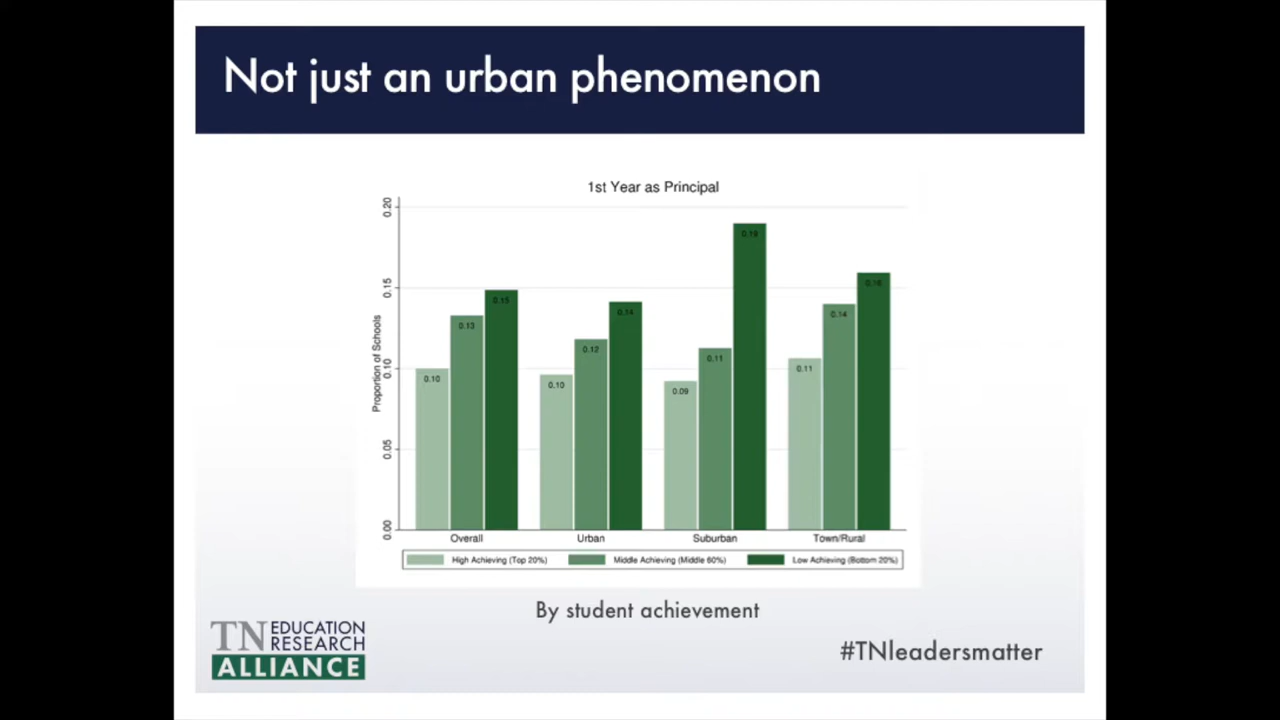 Not just an urban phenomenon
1st Year as Principal
Proportion of Schools
0.20
0.15
0.10
0.05
0.00
0.10
0.13
0.15
0.10
0.12
0.14
0.09
0.11
0.19
0.11
0.14
0.16
Overall
Urban
Suburban
Town/Rural
High Achieving (Top 20%)
Middle Achieving (Middle 60%)
Low Achieving (Bottom 20%)
By student achievement
TN EDUCATION
RESEARCH
ALLIANCE
#TNleadersmatter